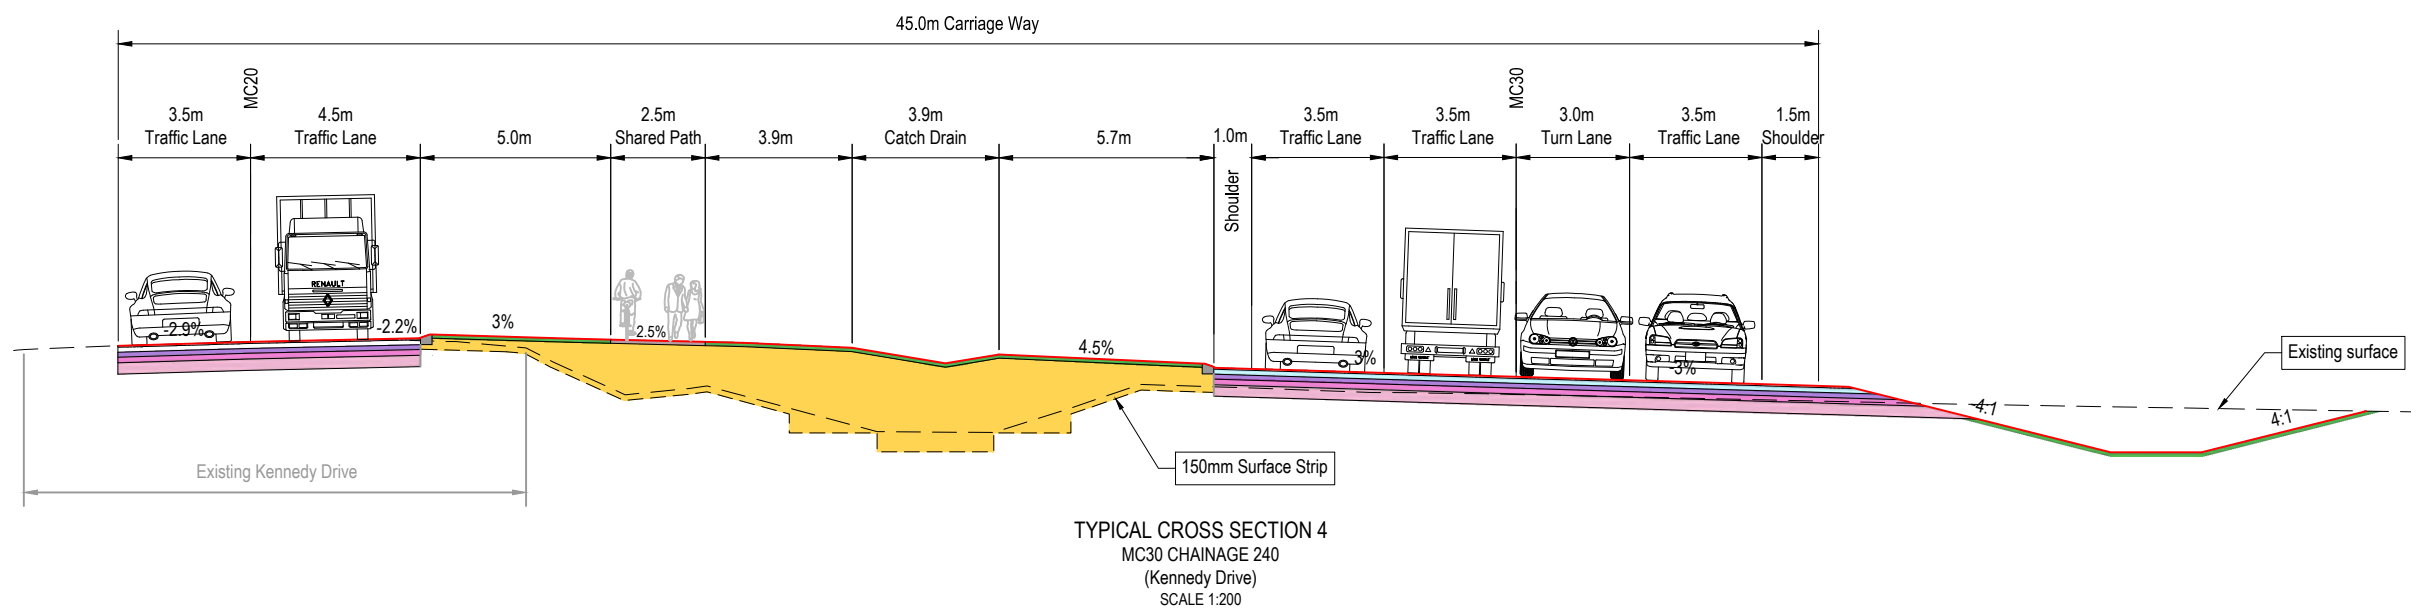 45.0m Carriage Way
MC20
MC30
3.5m
Traffic Lane
4.5m
Traffic Lane
5.0m
2.5m
Shared Path
3.9m
3.9m
Catch Drain
5.7m
1.0m
Shoulder
3.5m
Traffic Lane
3.5m
Traffic Lane
3.0m
Turn Lane
3.5m
Traffic Lane
1.5m
Shoulder
RENAULT
-2.9%
-2.2%
3%
2.5%
4.5%
3%
-3%
-4:1
4:1
Existing surface
150mm Surface Strip
Existing Kennedy Drive
TYPICAL CROSS SECTION 4
MC30 CHAINAGE 240
(Kennedy Drive)
SCALE 1:200